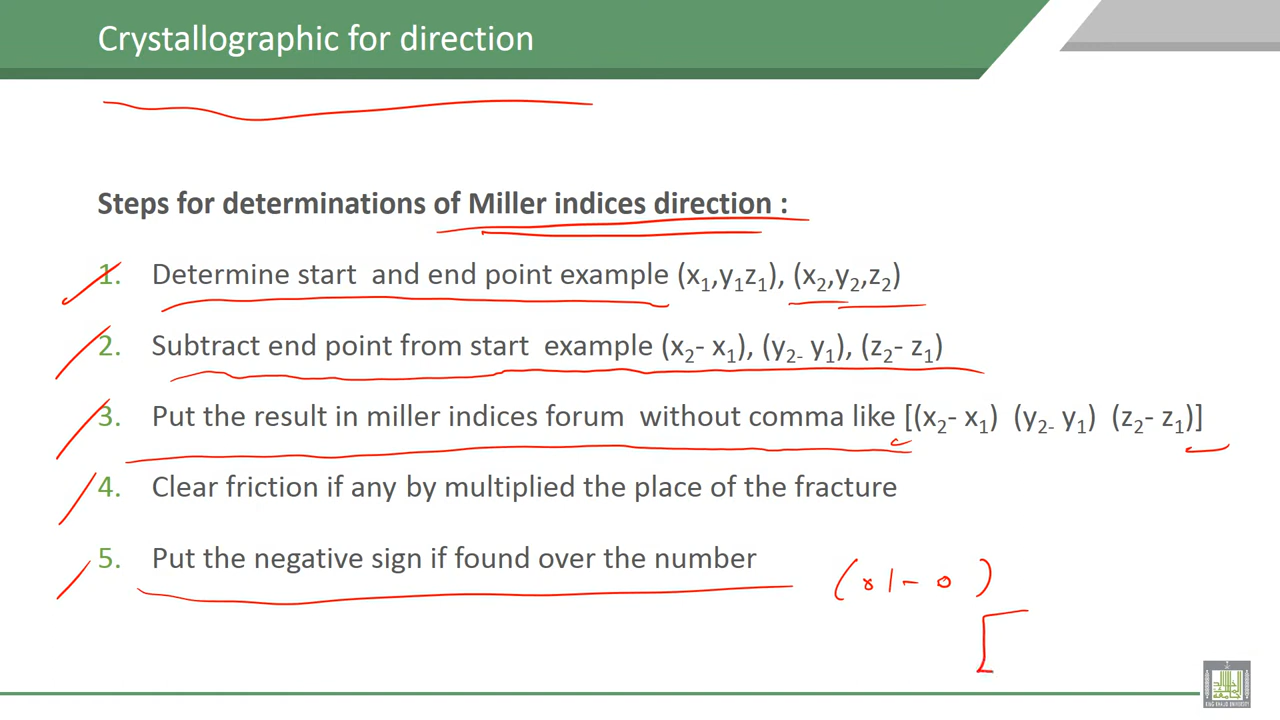 Crystallographic for direction
Steps for determinations of Miller indices direction :
1. Determine start and end point example (x₁,y₁z₁), (x₂,y₂,z₂)
2. Subtract end point from start example (x₂- x₁), (y₂₋ y₁), (z₂- z₁)
3. Put the result in miller indices forum without comma like [(x₂- x₁) (y₂₋ y₁) (z₂- z₁)]
4. Clear friction if any by multiplied the place of the fracture
5. Put the negative sign if found over the number